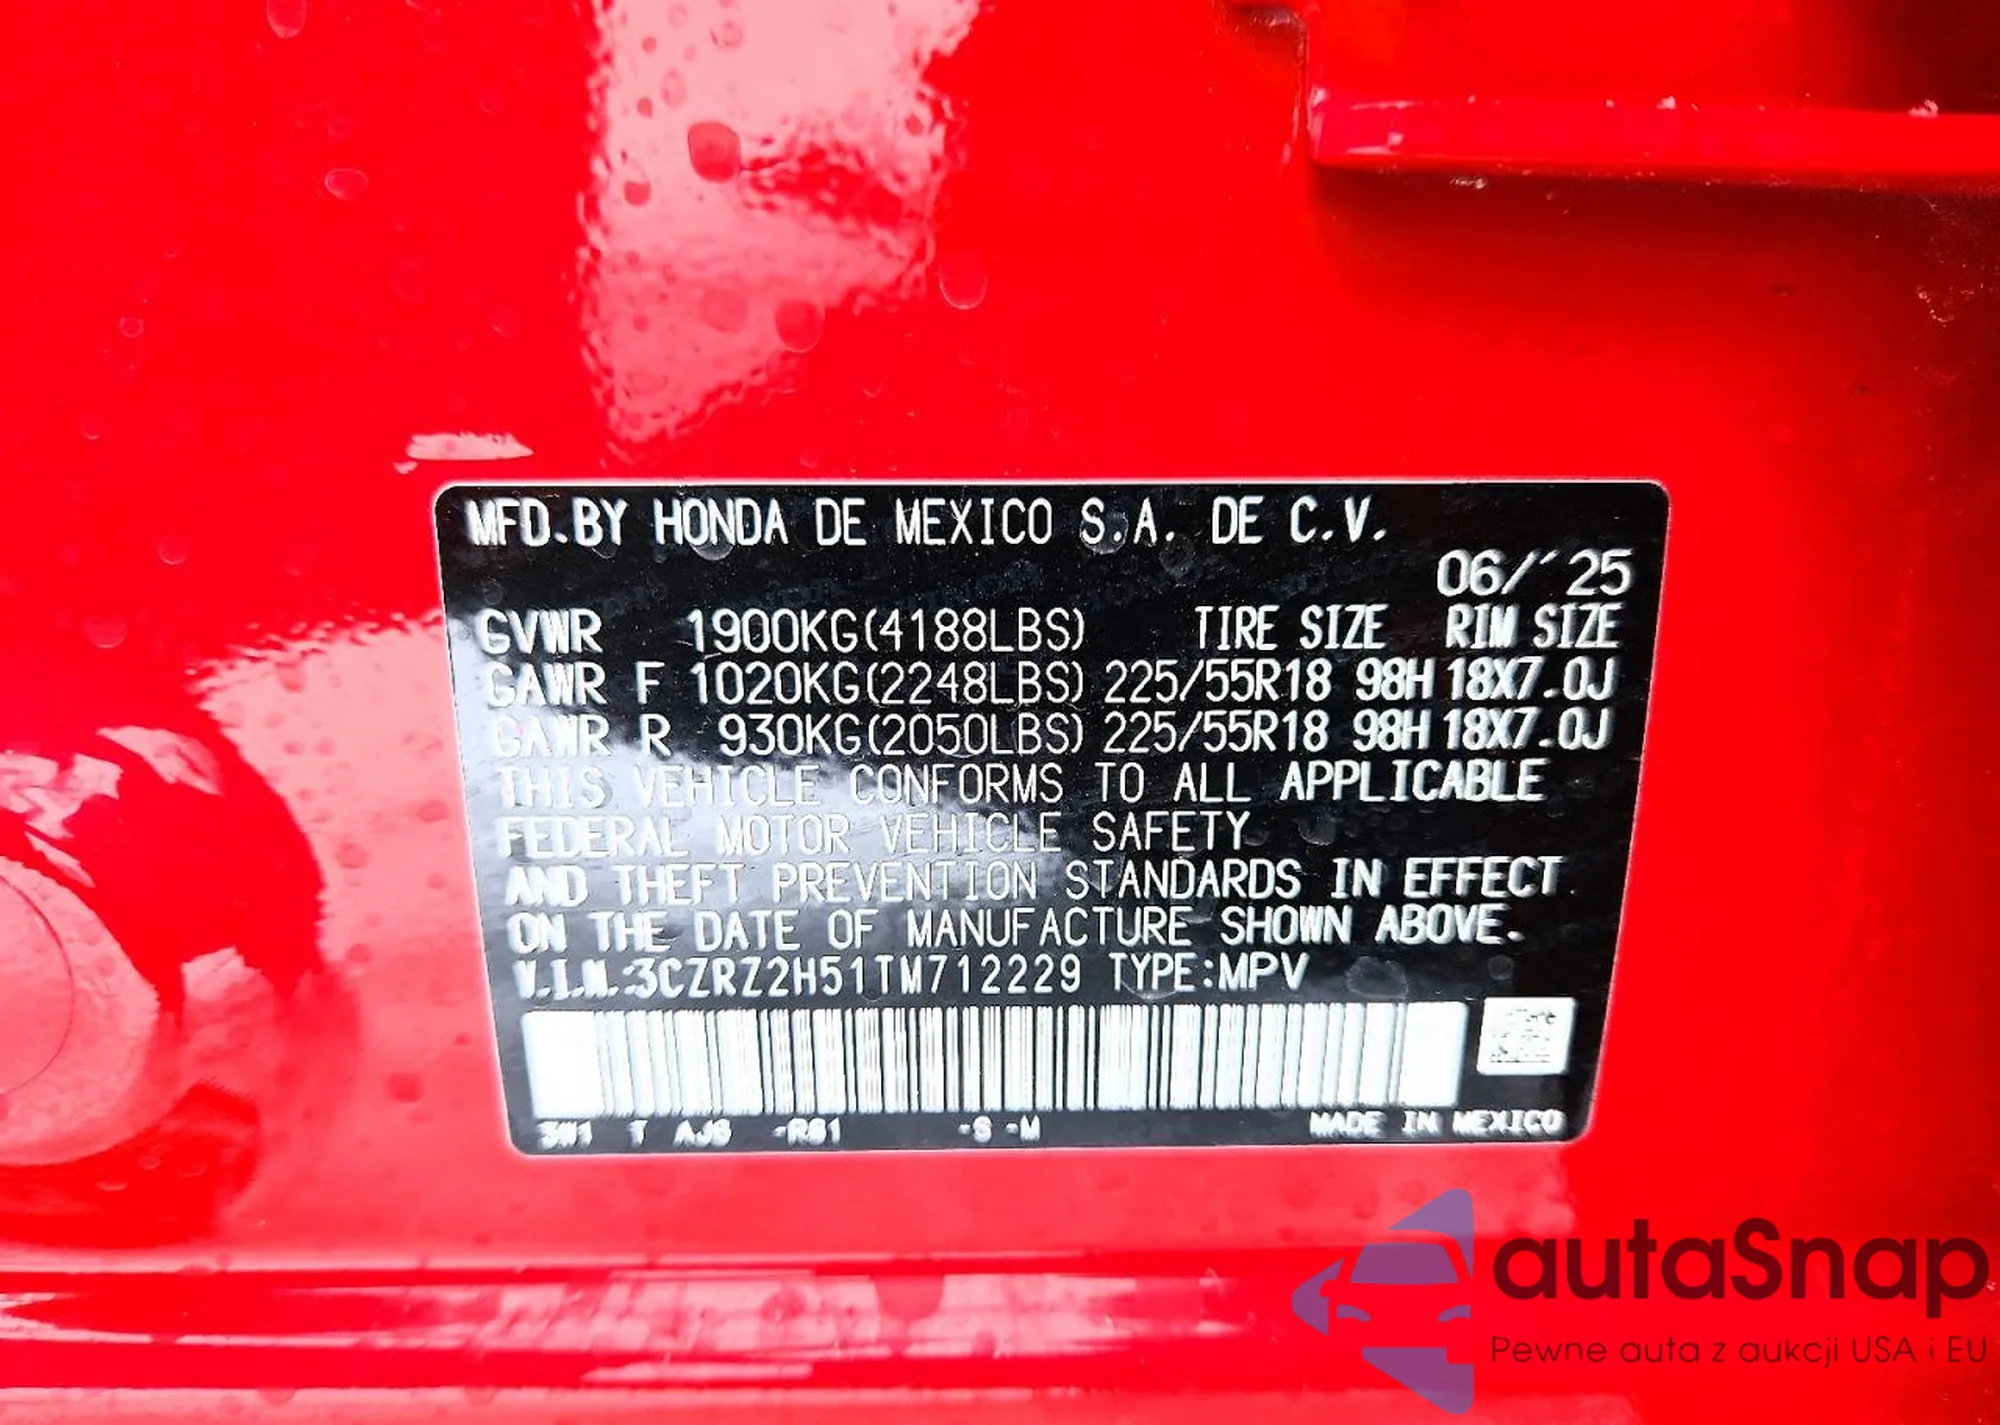 MFD.BY HONDA DE MEXICO S.A. DE C.V.
06/´25
GVWR 1900KG(4188LBS) TIRE SIZE RIM SIZE
GAWR F 1020KG(2248LBS) 225/55R18 98H 18X7.0J
GAWR R 930KG(2050LBS) 225/55R18 98H 18X7.0J
THIS VEHICLE CONFORMS TO ALL APPLICABLE
FEDERAL MOTOR VEHICLE SAFETY
AND THEFT PREVENTION STANDARDS IN EFFECT
ON THE DATE OF MANUFACTURE SHOWN ABOVE.
V.I.N.:3CZRZ2H51TM712229 TYPE:MPV
3W1 T AJ6 -R81 -S -M MADE IN MEXICO
autaSnap
Pewne auta z aukcji USA i EU